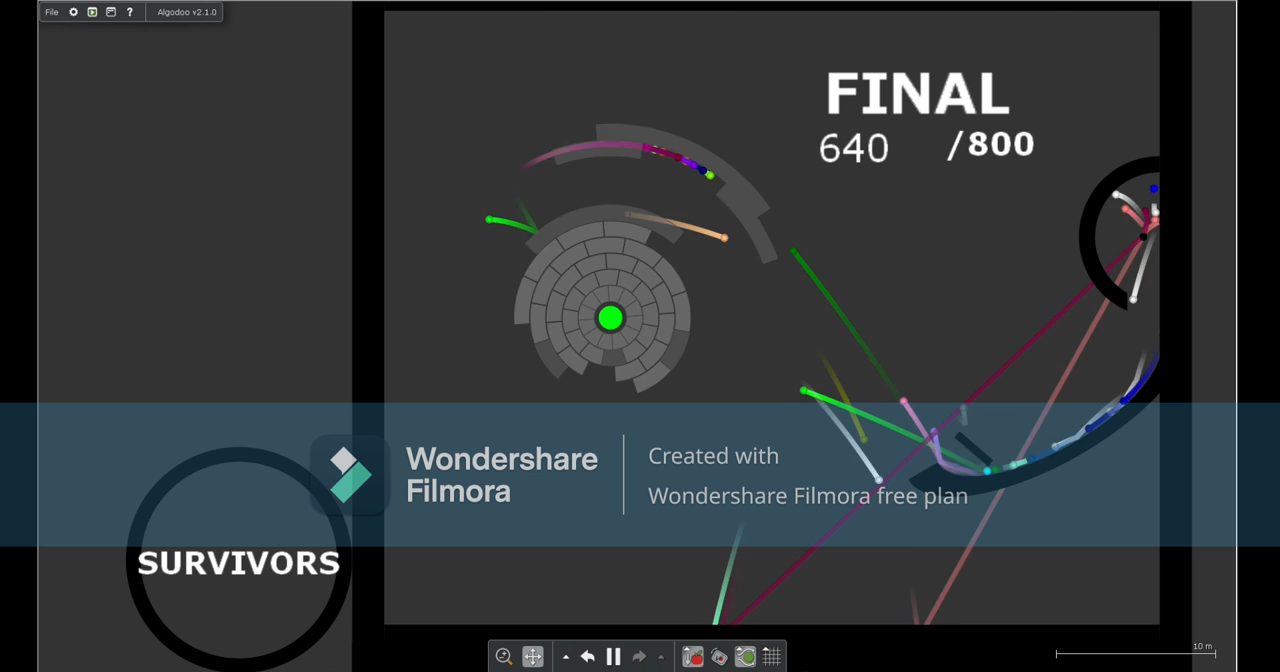 File
Algodoo v2.1.0
FINAL
640 /800
Wondershare
Filmora
Created with
Wondershare Filmora free plan
SURVIVORS
10 m